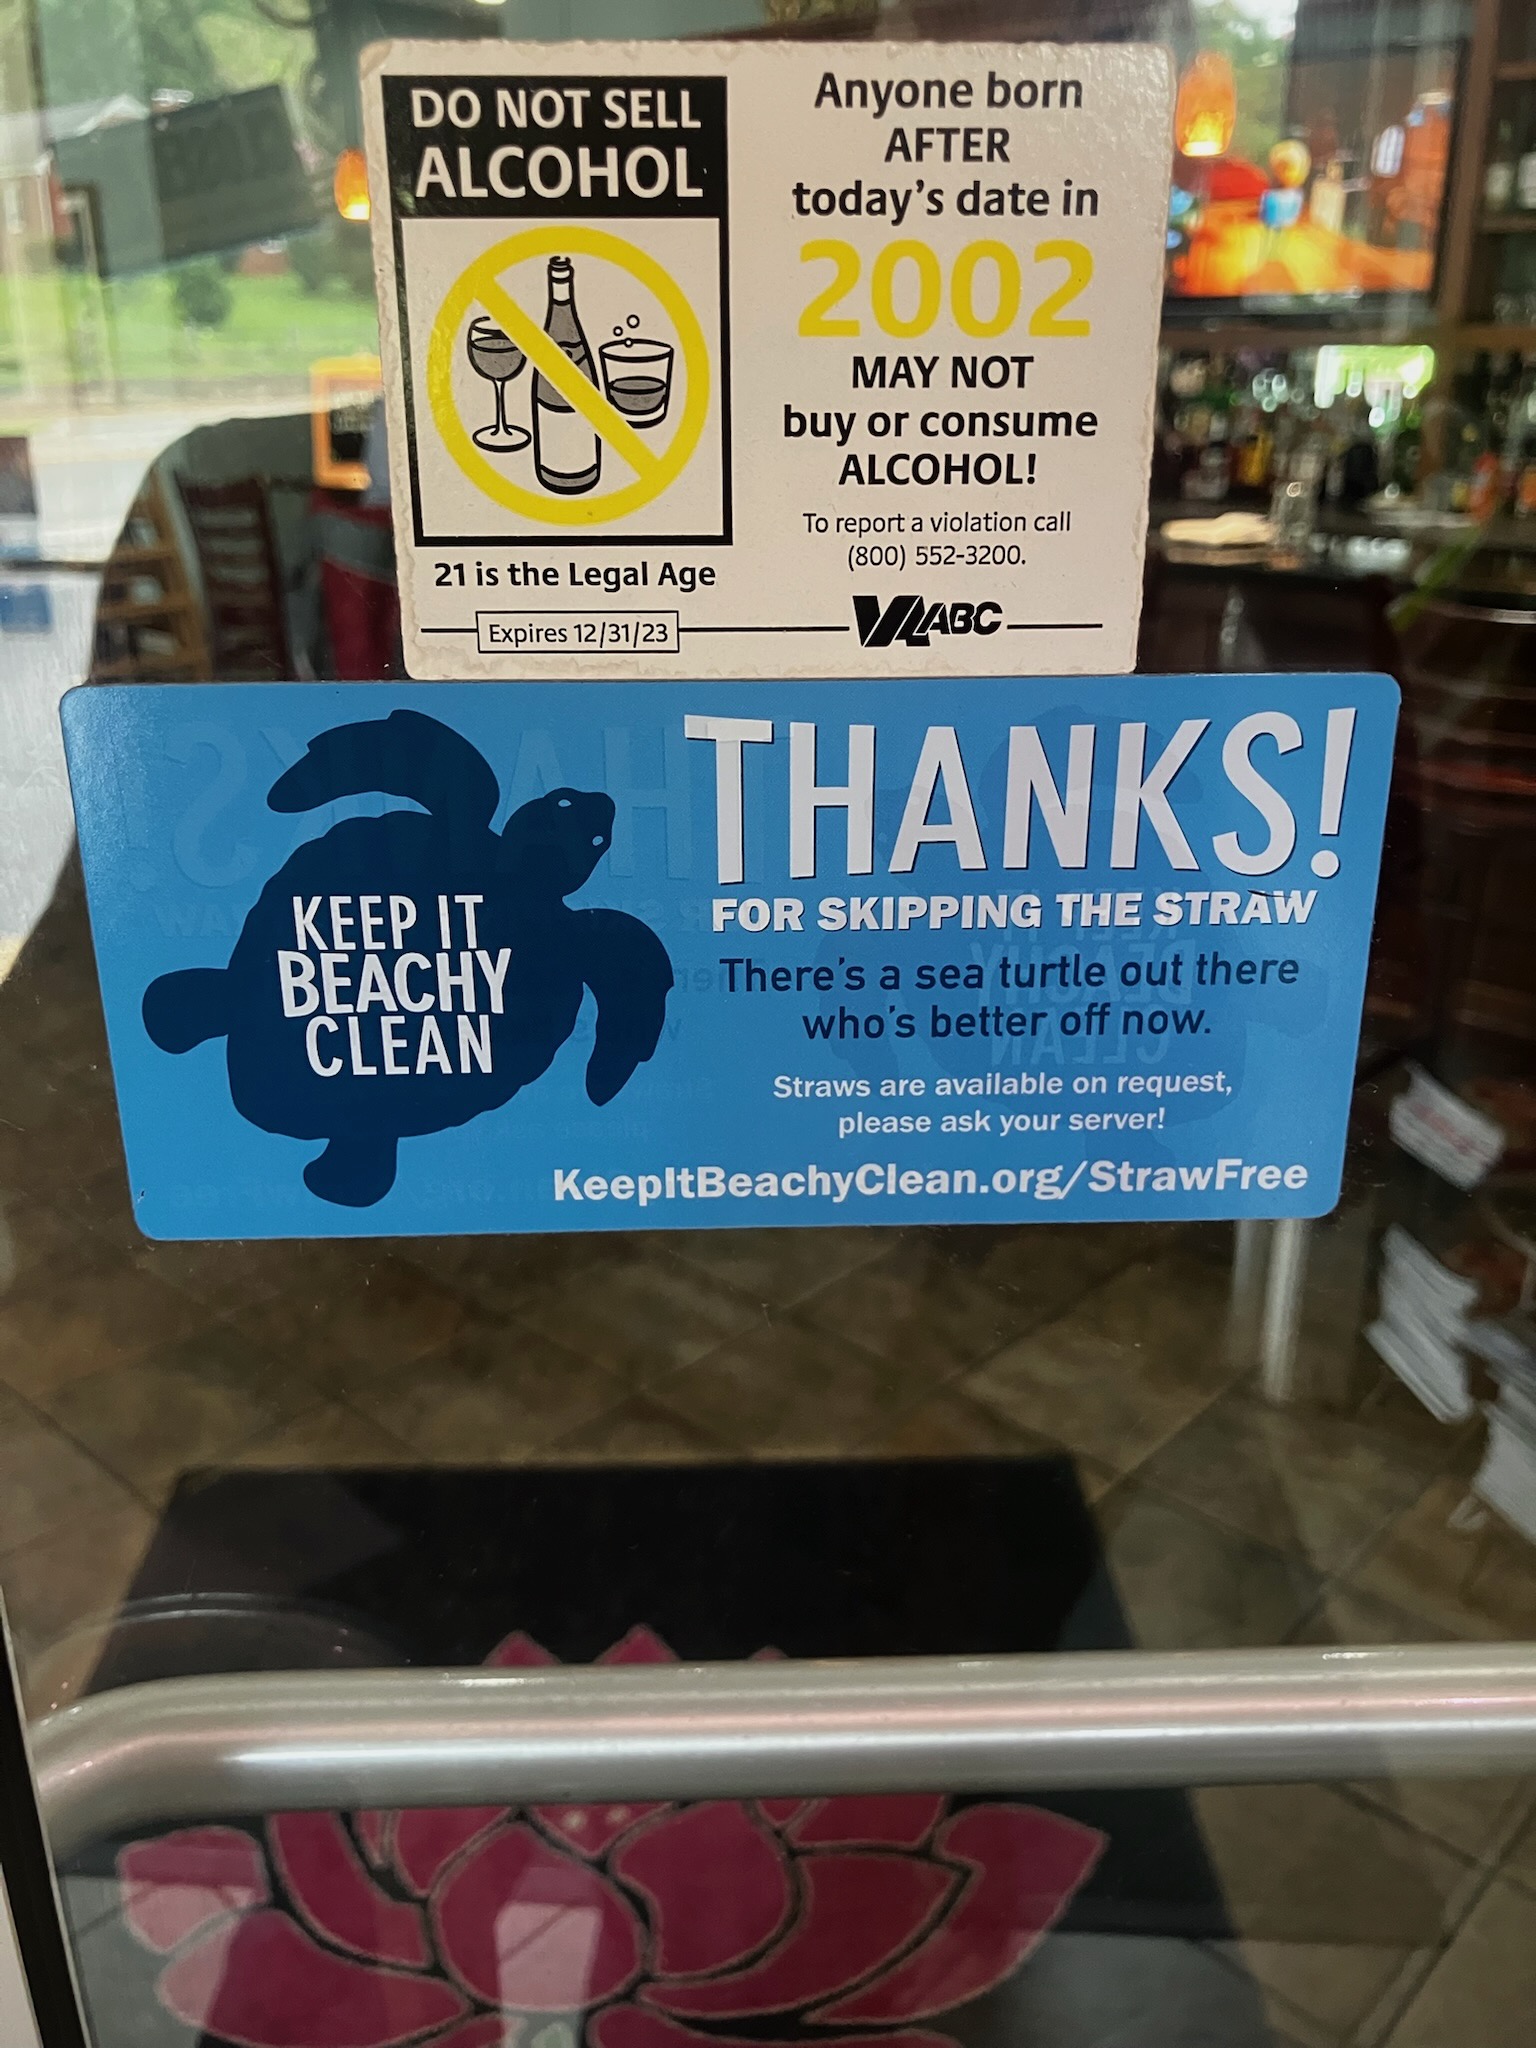 DO NOT SELL
ALCOHOL
21 is the Legal Age
Expires 12/31/23
Anyone born
AFTER
today's date in
2002
MAY NOT
buy or consume
ALCOHOL!
To report a violation call
(800) 552-3200.
VA ABC
KEEP IT
BEACHY
CLEAN
THANKS!
FOR SKIPPING THE STRAW
There's a sea turtle out there
who's better off now.
Straws are available on request,
please ask your server!
KeepItBeachyClean.org/StrawFree